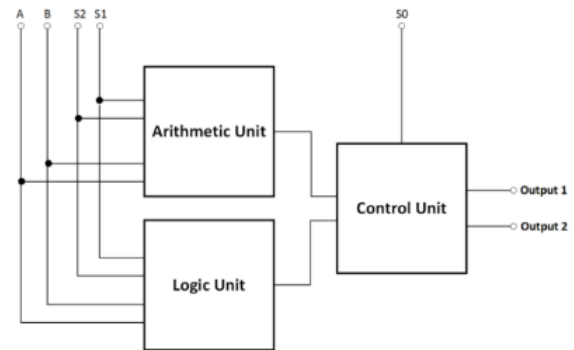 A B S2 S1 S0
Arithmetic Unit
Control Unit
Output 1
Output 2
Logic Unit